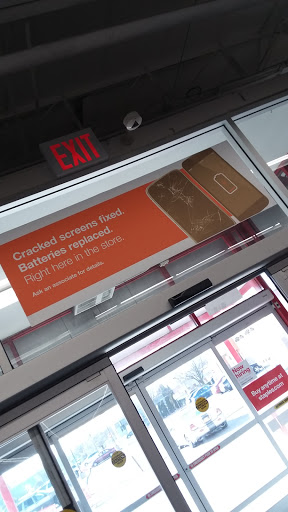 EXIT
Cracked screens fixed.
Batteries replaced.
Right here in the store.
Ask an associate for details.
Now
hiring
Buy anytime at
staples.com